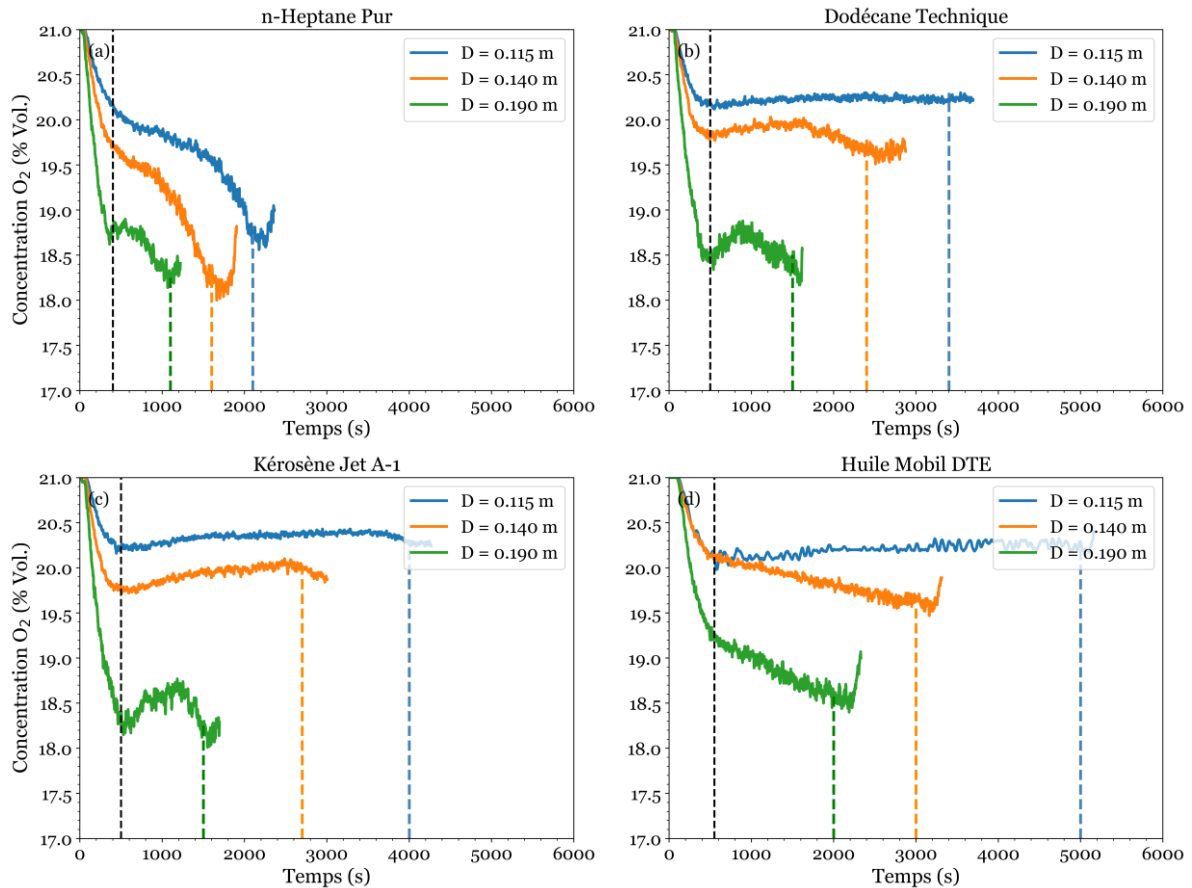 n-Heptane Pur
(a)
D = 0.115 m
D = 0.140 m
D = 0.190 m
21.0
20.5
20.0
19.5
19.0
18.5
18.0
17.5
17.0
Concentration O2 (% Vol.)
0 1000 2000 3000 4000 5000 6000
Temps (s)
Dodécane Technique
(b)
D = 0.115 m
D = 0.140 m
D = 0.190 m
21.0
20.5
20.0
19.5
19.0
18.5
18.0
17.5
17.0
0 1000 2000 3000 4000 5000 6000
Temps (s)
Kérosène Jet A-1
(c)
D = 0.115 m
D = 0.140 m
D = 0.190 m
21.0
20.5
20.0
19.5
19.0
18.5
18.0
17.5
17.0
Concentration O2 (% Vol.)
0 1000 2000 3000 4000 5000 6000
Temps (s)
Huile Mobil DTE
(d)
D = 0.115 m
D = 0.140 m
D = 0.190 m
21.0
20.5
20.0
19.5
19.0
18.5
18.0
17.5
17.0
0 1000 2000 3000 4000 5000 6000
Temps (s)